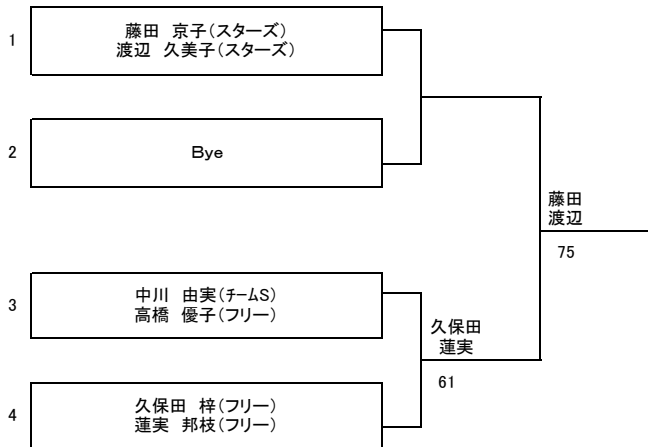 1
藤田 京子(スターズ)
渡辺 久美子(スターズ)
2
Bye
藤田
渡辺
75
3
中川 由実(チームS)
高橋 優子(フリー)
久保田
蓮実
61
4
久保田 梓(フリー)
蓮実 邦枝(フリー)